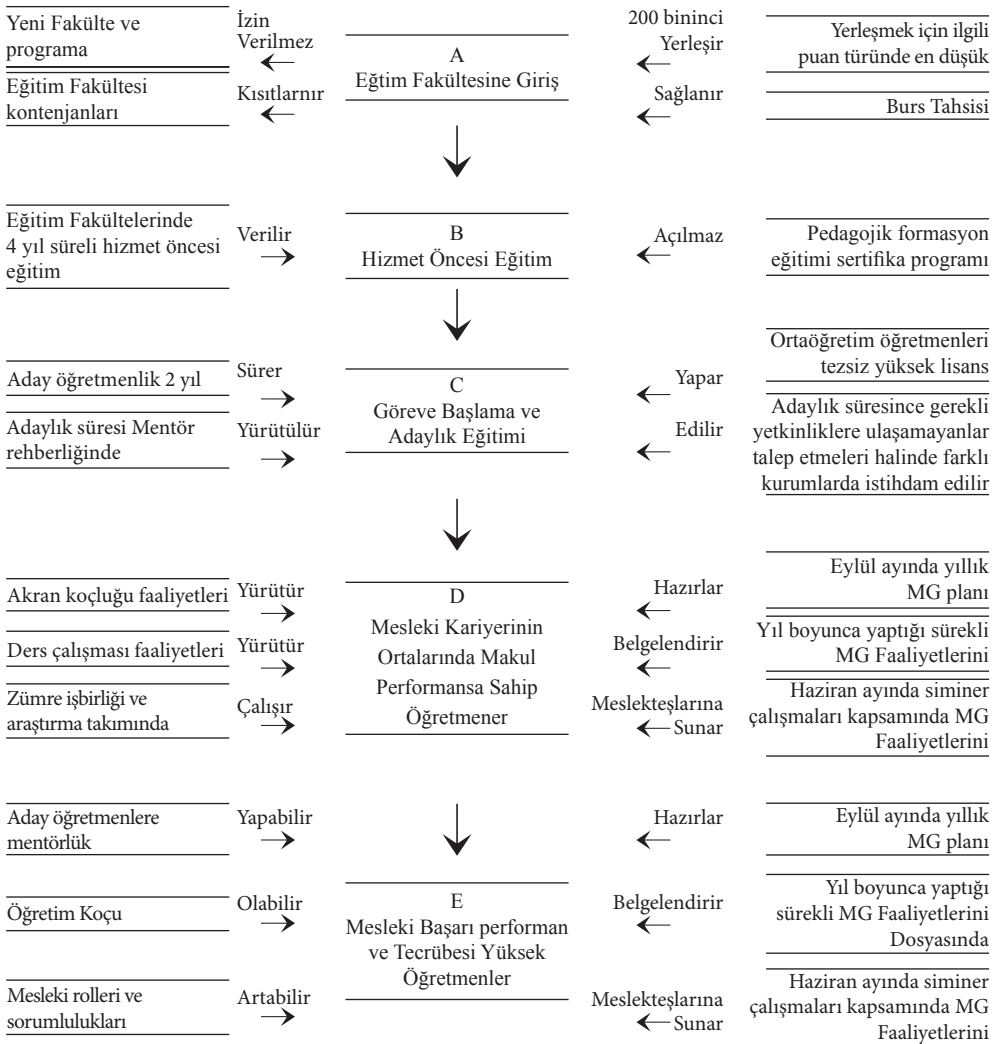 Yeni Fakülte ve
programa
İzin
Verilmez
A
Eğtim Fakültesine Giriş
200 bininci
Yerleşir
Yerleşmek için ilgili
puan türünde en düşük
Eğitim Fakültesi
kontenjanları
Kısıtlarnır
Sağlanır
Burs Tahsisi
Eğitim Fakültelerinde
4 yıl süreli hizmet öncesi
eğitim
Verilir
B
Hizmet Öncesi Eğitim
Açılmaz
Pedagojik formasyon
eğitimi sertifika programı
Aday öğretmenlik 2 yıl
Sürer
C
Göreve Başlama ve
Adaylık Eğitimi
Yapar
Ortaöğretim öğretmenleri
tezsiz yüksek lisans
Adaylık süresi Mentör
rehberliğinde
Yürütülür
Edilir
Adaylık süresince gerekli
yetkinliklere ulaşamayanlar
talep etmeleri halinde farklı
kurumlarda istihdam edilir
Akran koçluğu faaliyetleri
Yürütür
D
Mesleki Kariyerinin
Ortalarında Makul
Performansa Sahip
Öğretmener
Hazırlar
Eylül ayında yıllık
MG planı
Ders çalışması faaliyetleri
Yürütür
Belgelendirir
Yıl boyunca yaptığı sürekli
MG Faaliyetlerini
Zümre işbirliği ve
araştırma takımında
Çalışır
Meslekteşlarına
Sunar
Haziran ayında siminer
çalışmaları kapsamında MG
Faaliyetlerini
Aday öğretmenlere
mentörlük
Yapabilir
Hazırlar
Eylül ayında yıllık
MG planı
Öğretim Koçu
Olabilir
E
Mesleki Başarı performan
ve Tecrübesi Yüksek
Öğretmenler
Belgelendirir
Yıl boyunca yaptığı
sürekli MG Faaliyetlerini
Dosyasında
Mesleki rolleri ve
sorumlulukları
Artabilir
Meslekteşlarına
Sunar
Haziran ayında siminer
çalışmaları kapsamında MG
Faaliyetlerini